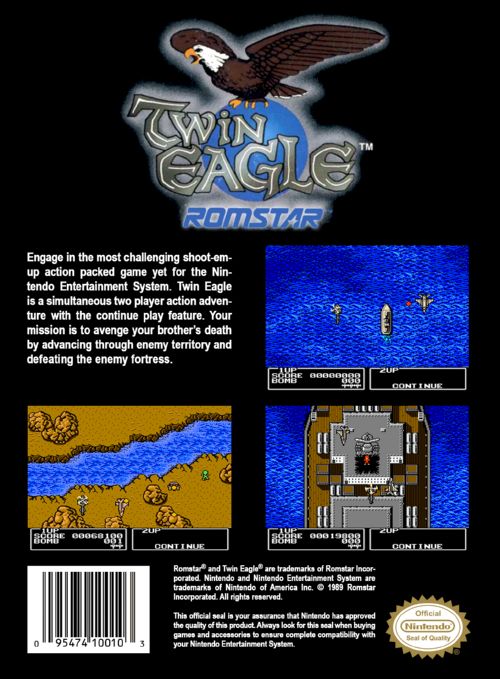 TWIN
EAGLE™
ROMSTAR
Engage in the most challenging shoot-em-
up action packed game yet for the Nin-
tendo Entertainment System. Twin Eagle
is a simultaneous two player action adven-
ture with the continue play feature. Your
mission is to avenge your brother's death
by advancing through enemy territory and
defeating the enemy fortress.
1UP 2UP
SCORE 00000000
BOMB 000
CONTINUE
1UP 2UP
SCORE 00068100
BOMB 001
CONTINUE
1UP 2UP
SCORE 00019800
BOMB 000
CONTINUE
Romstar® and Twin Eagle® are trademarks of Romstar Incor-
porated. Nintendo and Nintendo Entertainment System are
trademarks of Nintendo of America Inc. © 1989 Romstar
Incorporated. All rights reserved.
This official seal is your assurance that Nintendo has approved
the quality of this product. Always look for this seal when buying
games and accessories to ensure complete compatibility with
your Nintendo Entertainment System.
0 95474 10010 3
Official
Nintendo
Seal of Quality